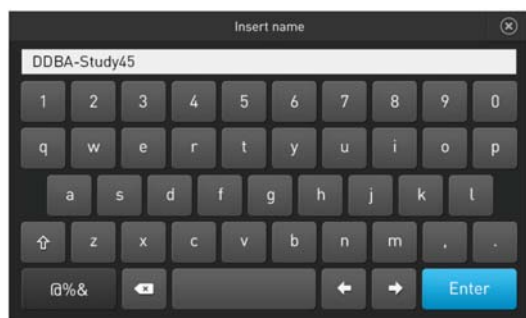 Insert name
DDBA-Study45
1 2 3 4 5 6 7 8 9 0
q w e r t y u i o p
a s d f g h j k l
z x c v b n m , .
@%& Enter